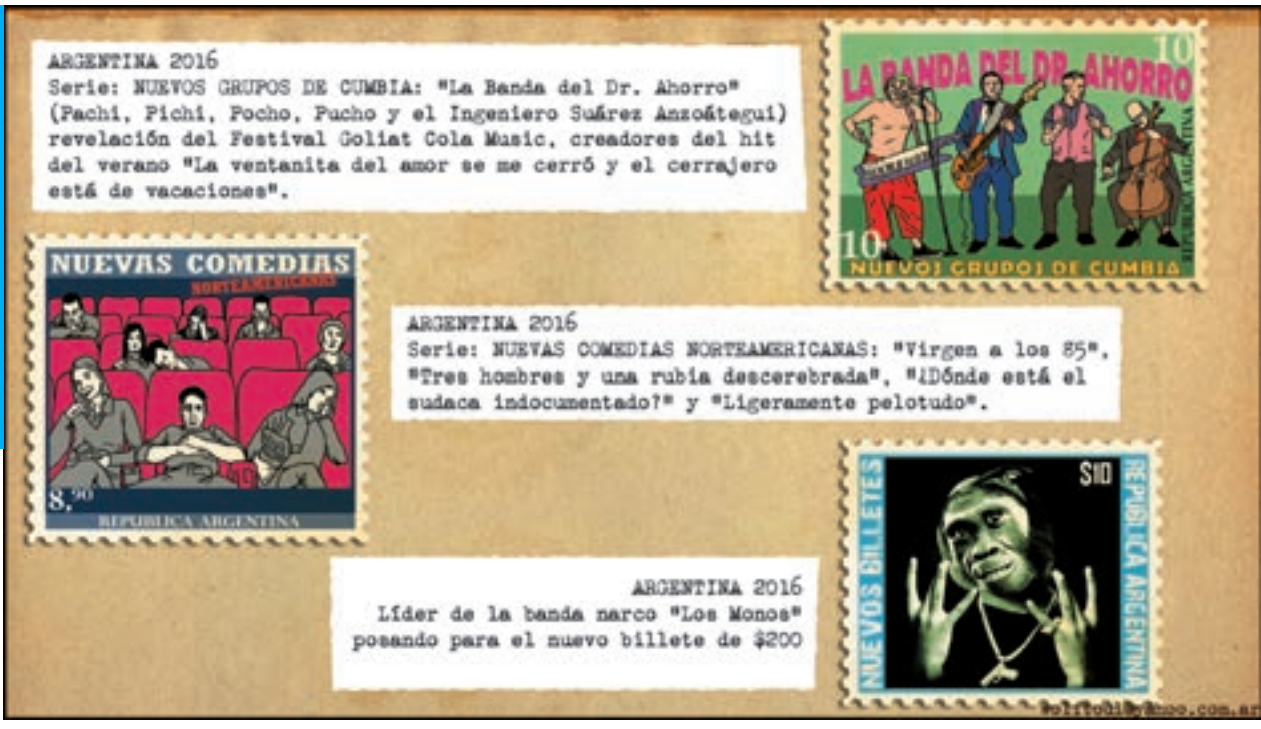 ARGENTINA 2016
Serie: NUEVOS GRUPOS DE CUMBIA: "La Banda del Dr. Ahorro"
(Pachi, Pichi, Pocho, Pucho y el Ingeniero Suárez Anzoátegui)
revelación del Festival Goliat Cola Music, creadores del hit
del verano "La ventanita del amor se me cerró y el cerrajero
está de vacaciones".
10
LA BANDA DEL DR. AHORRO
REPUBLICA ARGENTINA
10
NUEVOS GRUPOS DE CUMBIA
NUEVAS COMEDIAS
NORTEAMERICANAS
8,90
REPUBLICA ARGENTINA
ARGENTINA 2016
Serie: NUEVAS COMEDIAS NORTEAMERICANAS: "Virgen a los 85",
"Tres hombres y una rubia descerebrada", "¿Dónde está el
sudaca indocumentado?" y "Ligeramente pelotudo".
NUEVOS BILLETES
$10
REPUBLICA ARGENTINA
ARGENTINA 2016
Líder de la banda narco "Los Monos"
posando para el nuevo billete de $200